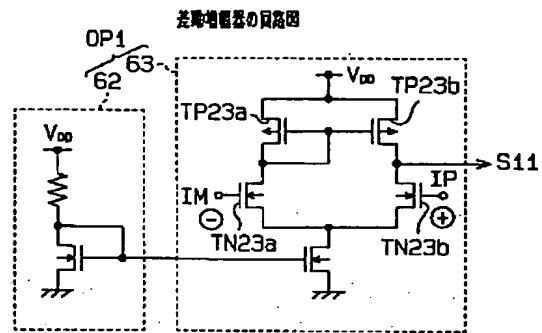 差動増幅器の回路図
OP1
62 63
VDD
TP23a
TP23b
VDD
S11
IM
IP
⊖
⊕
TN23a
TN23b